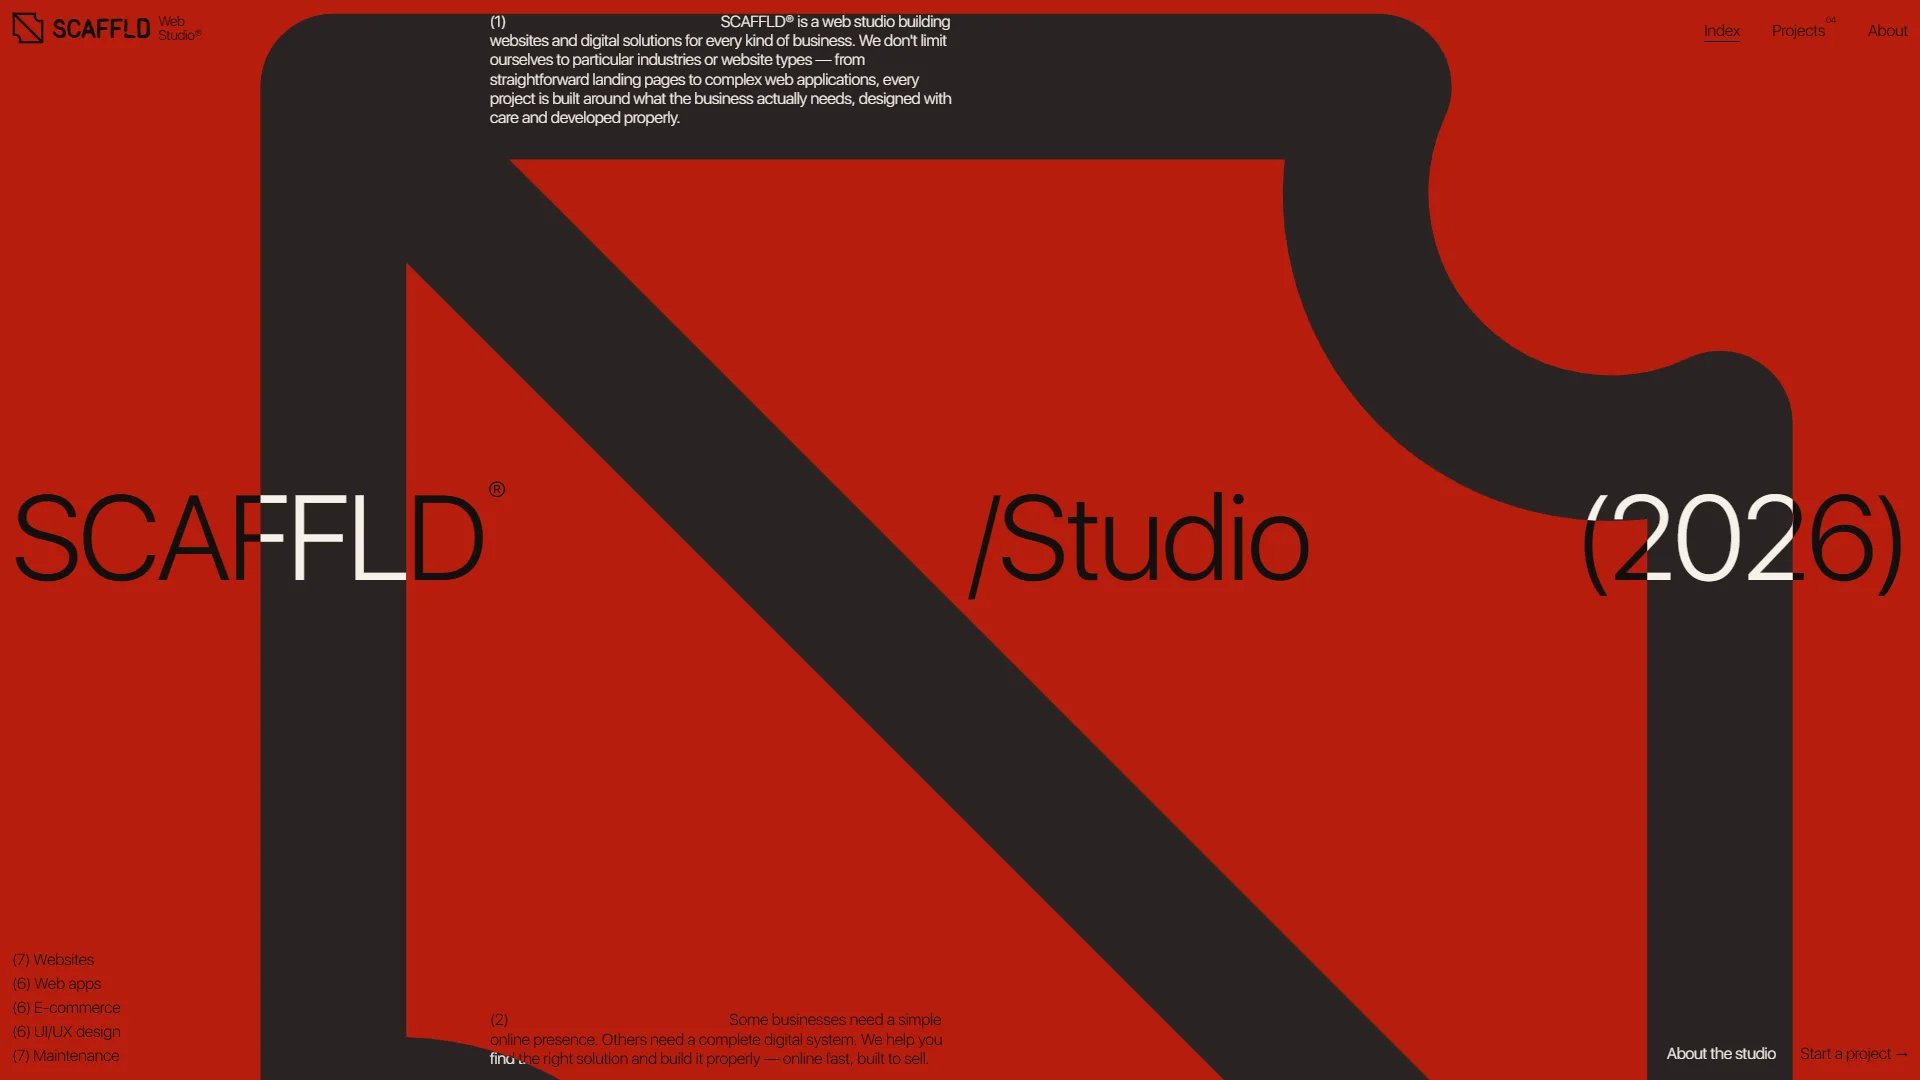 SCAFFLD
Web
Studio®
(1) SCAFFLD® is a web studio building
websites and digital solutions for every kind of business. We don't limit
ourselves to particular industries or website types — from
straightforward landing pages to complex web applications, every
project is built around what the business actually needs, designed with
care and developed properly.
Index
Projects 04
About
SCAFFLD®
/Studio
(2026)
(7) Websites
(6) Web apps
(6) E-commerce
(6) UI/UX design
(7) Maintenance
(2) Some businesses need a simple
online presence. Others need a complete digital system. We help you
find the right solution and build it properly — online fast, built to sell.
About the studio
Start a project →